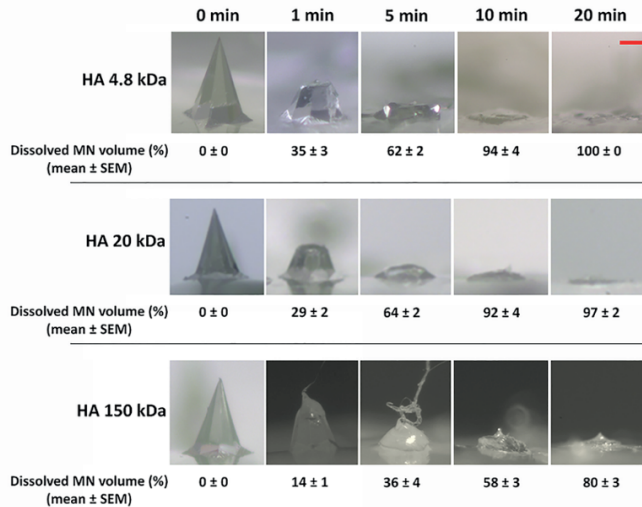 0 min 1 min 5 min 10 min 20 min
HA 4.8 kDa
Dissolved MN volume (%) 0 ± 0 35 ± 3 62 ± 2 94 ± 4 100 ± 0
(mean ± SEM)
HA 20 kDa
Dissolved MN volume (%) 0 ± 0 29 ± 2 64 ± 2 92 ± 4 97 ± 2
(mean ± SEM)
HA 150 kDa
Dissolved MN volume (%) 0 ± 0 14 ± 1 36 ± 4 58 ± 3 80 ± 3
(mean ± SEM)